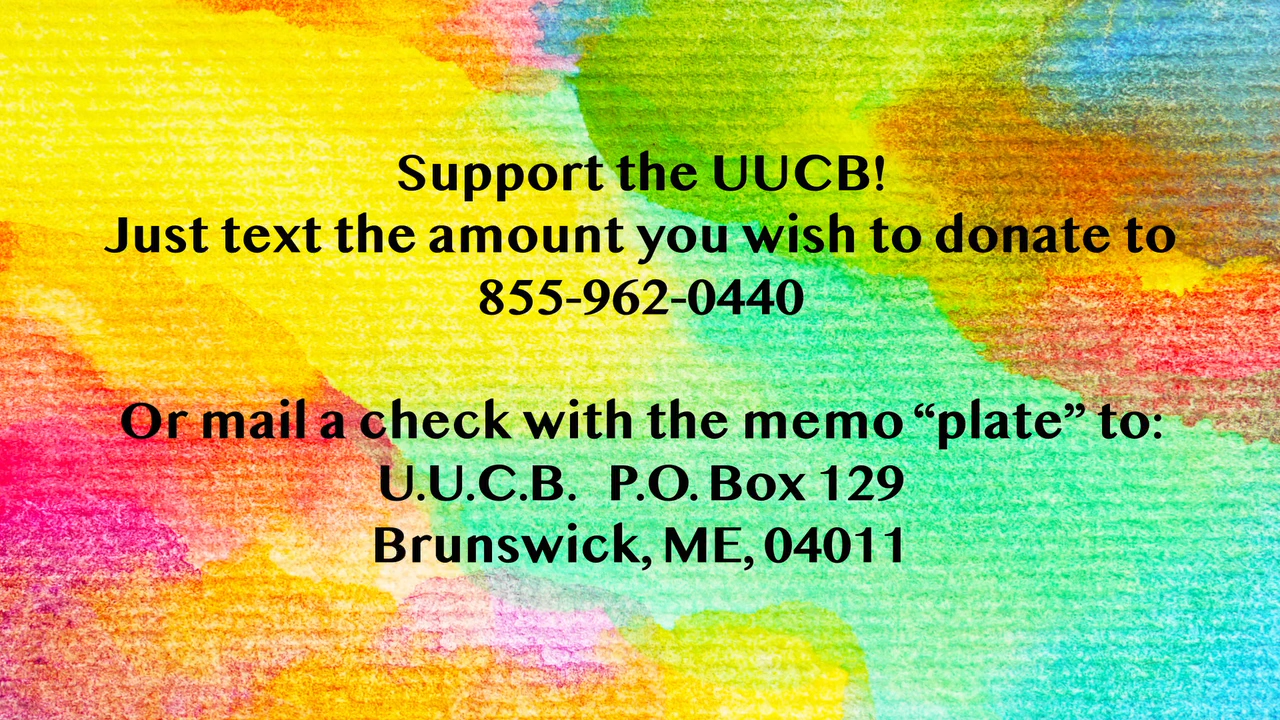 Support the UUCB!
Just text the amount you wish to donate to
855-962-0440
Or mail a check with the memo “plate” to:
U.U.C.B. P.O. Box 129
Brunswick, ME, 04011